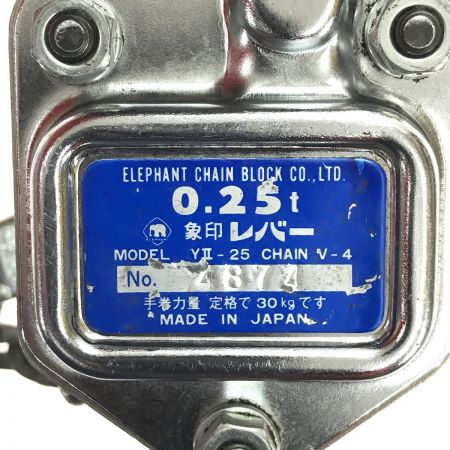 ELEPHANT CHAIN BLOCK CO.,LTD.
0.25t
象印レバー
MODEL YⅡ-25 CHAIN V-4
No. 4874
手巻力量 定格で30kgです
MADE IN JAPAN